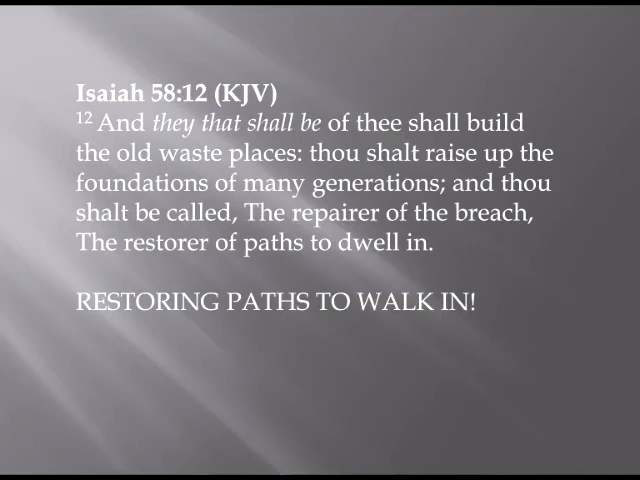 Isaiah 58:12 (KJV)
12 And they that shall be of thee shall build
the old waste places: thou shalt raise up the
foundations of many generations; and thou
shalt be called, The repairer of the breach,
The restorer of paths to dwell in.
RESTORING PATHS TO WALK IN!